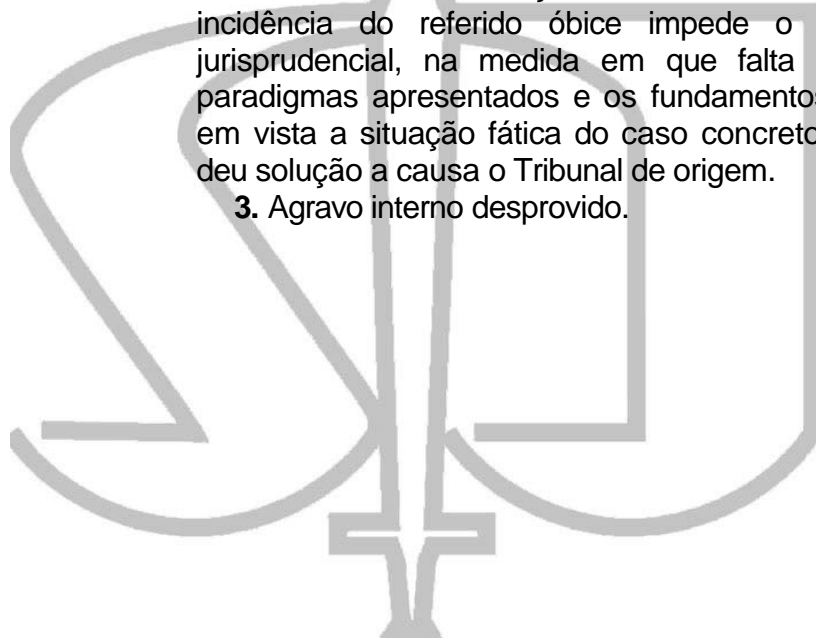 incidência do referido óbice impede o
jurisprudencial, na medida em que falta
paradigmas apresentados e os fundamentos
em vista a situação fática do caso concreto
deu solução a causa o Tribunal de origem.
3. Agravo interno desprovido.